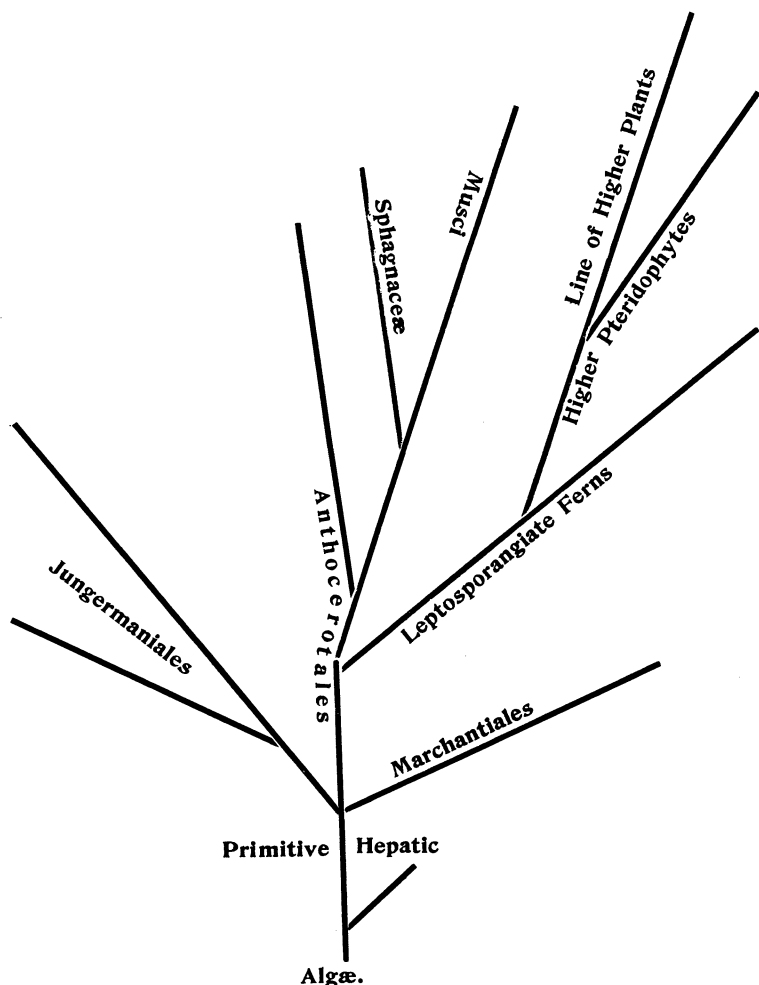 Line of Higher Plants
Musci
Sphagnaceæ
Higher Pteridophytes
Leptosporangiate Ferns
Anthocerotales
Jungermaniales
Marchantiales
Primitive Hepatic
Algæ.